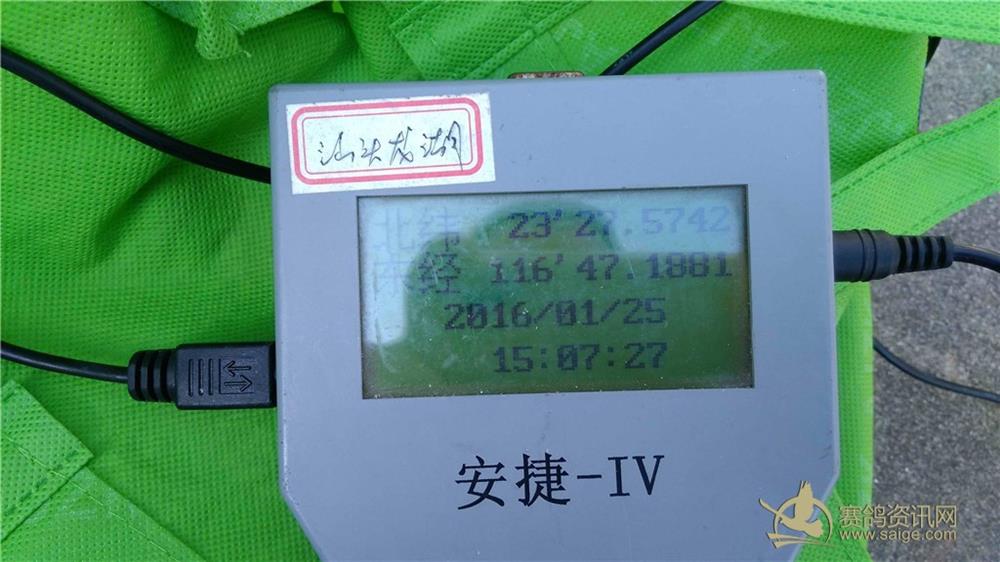 汕头龙湖
北纬 23'27.5742
东经 116'47.1881
2016/01/25
15:07:27
安捷-IV
赛鸽资讯网
www.saige.com